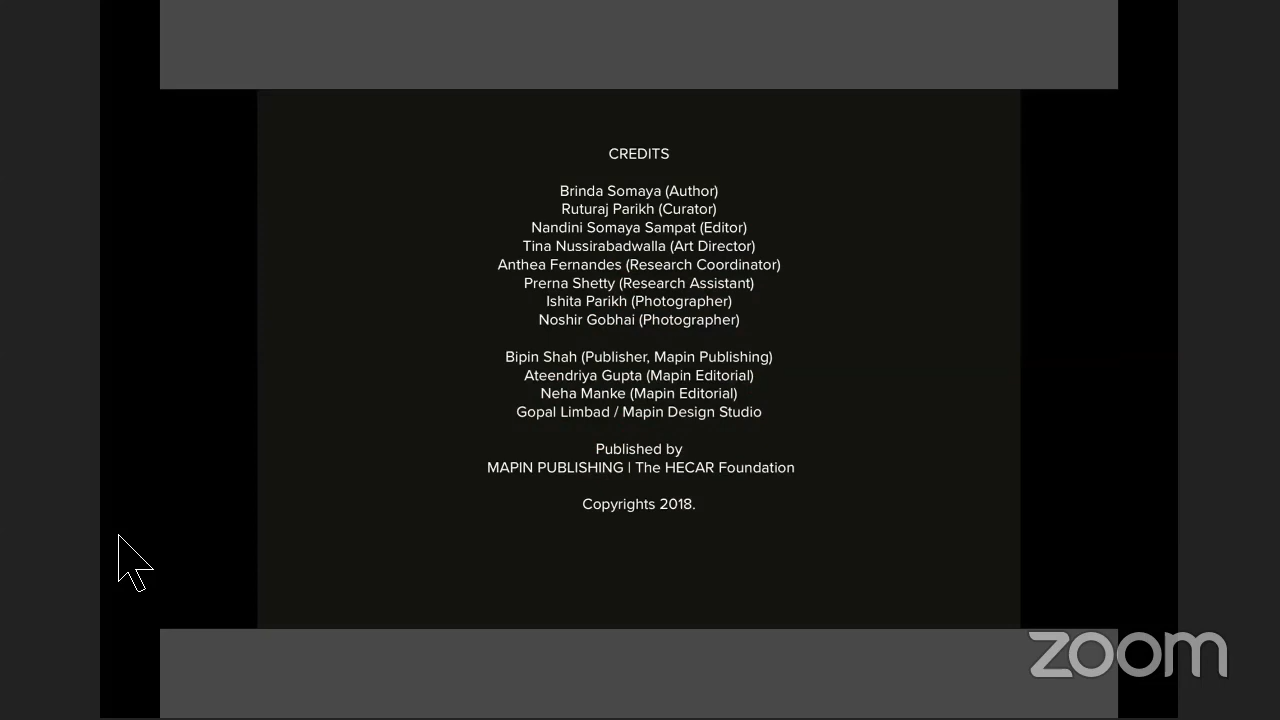 CREDITS
Brinda Somaya (Author)
Ruturaj Parikh (Curator)
Nandini Somaya Sampat (Editor)
Tina Nussirabadwalla (Art Director)
Anthea Fernandes (Research Coordinator)
Prerna Shetty (Research Assistant)
Ishita Parikh (Photographer)
Noshir Gobhai (Photographer)
Bipin Shah (Publisher, Mapin Publishing)
Ateendriya Gupta (Mapin Editorial)
Neha Manke (Mapin Editorial)
Gopal Limbad / Mapin Design Studio
Published by
MAPIN PUBLISHING | The HECAR Foundation
Copyrights 2018.
zoom